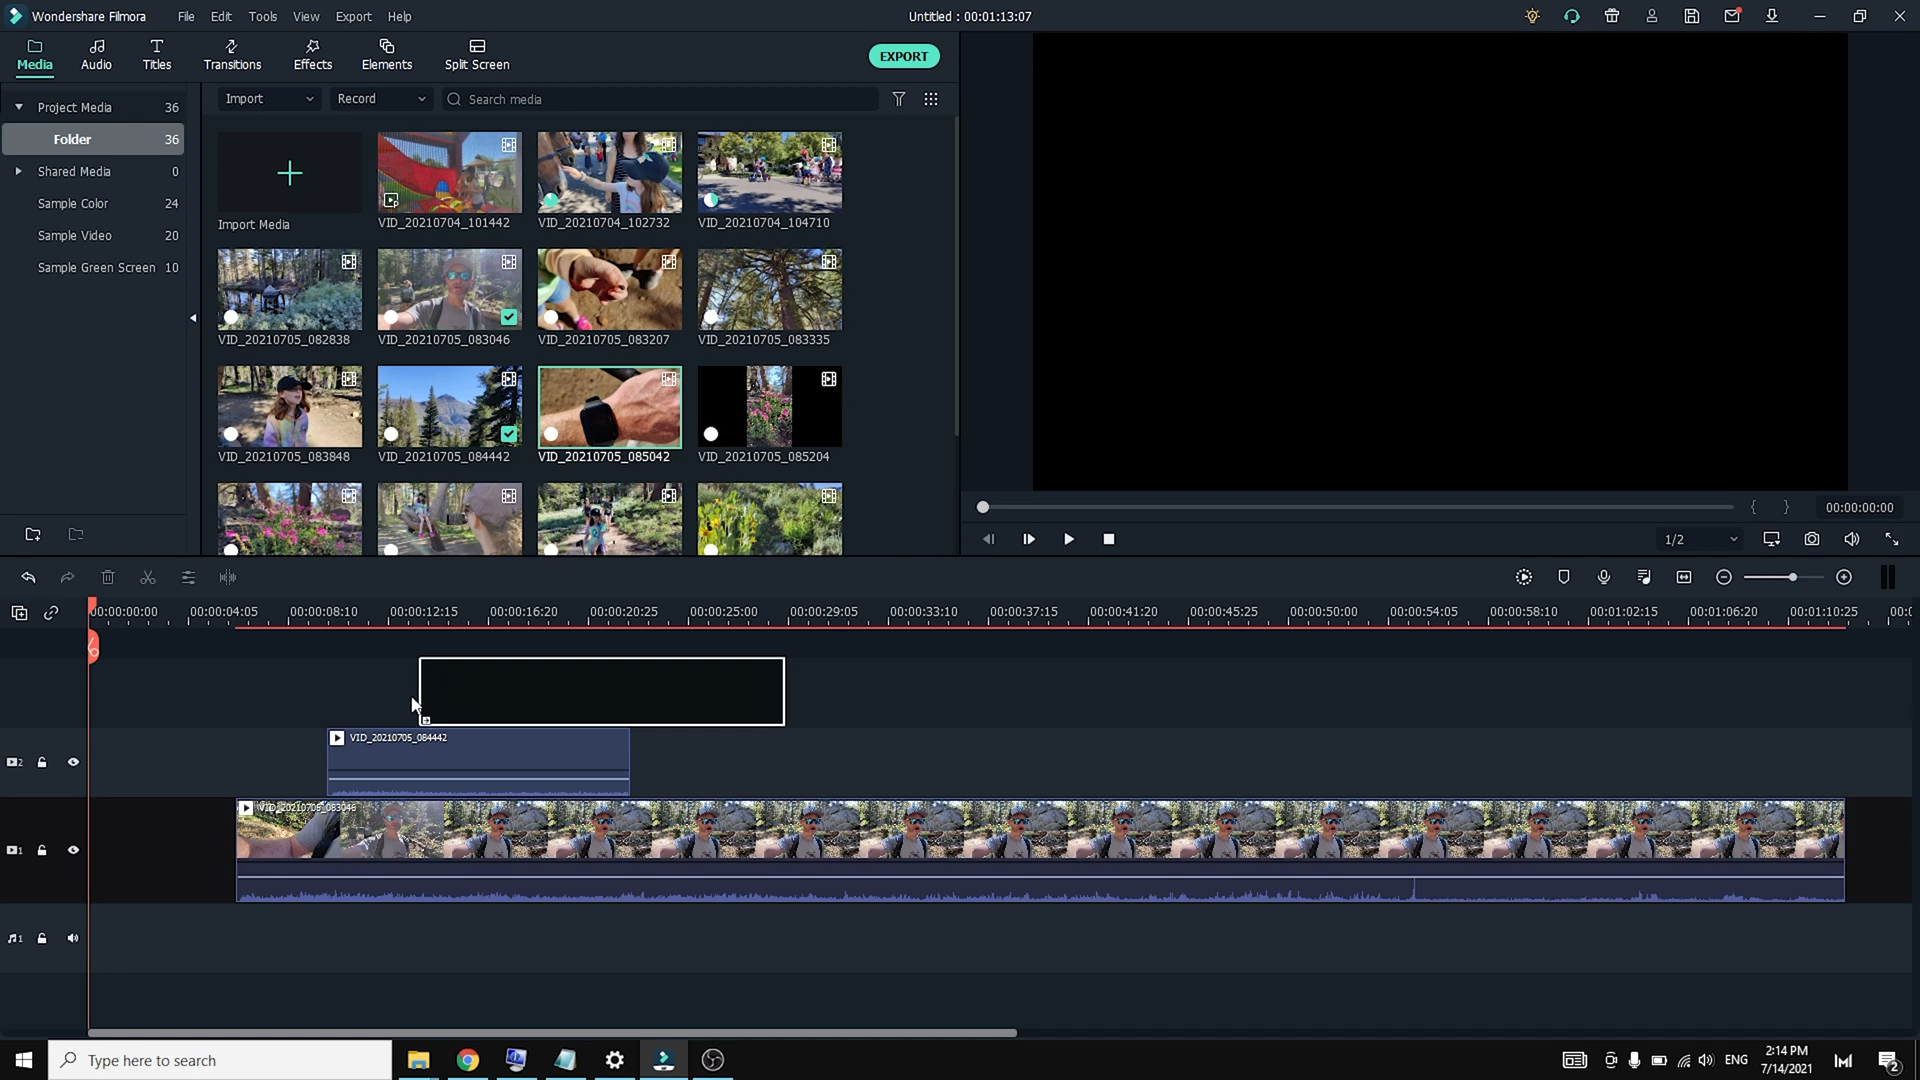 Wondershare Filmora File Edit Tools View Export Help Untitled : 00:01:13:07
Media Audio Titles Transitions Effects Elements Split Screen EXPORT
Import Record Search media
Project Media 36
Folder 36
Shared Media 0
Sample Color 24
Sample Video 20
Sample Green Screen 10
Import Media VID_20210704_101442 VID_20210704_102732 VID_20210704_104710
VID_20210705_082838 VID_20210705_083046 VID_20210705_083207 VID_20210705_083335
VID_20210705_083848 VID_20210705_084442 VID_20210705_085042 VID_20210705_085204
{ } 00:00:00:00
1/2
00:00:00:00 00:00:04:05 00:00:08:10 00:00:12:15 00:00:16:20 00:00:20:25 00:00:25:00 00:00:29:05 00:00:33:10 00:00:37:15 00:00:41:20 00:00:45:25 00:00:50:00 00:00:54:05 00:00:58:10 00:01:02:15 00:01:06:20 00:01:10:25
2 VID_20210705_084442
1 VID_20210705_083046
1
Type here to search ENG 2:14 PM
7/14/2021 2